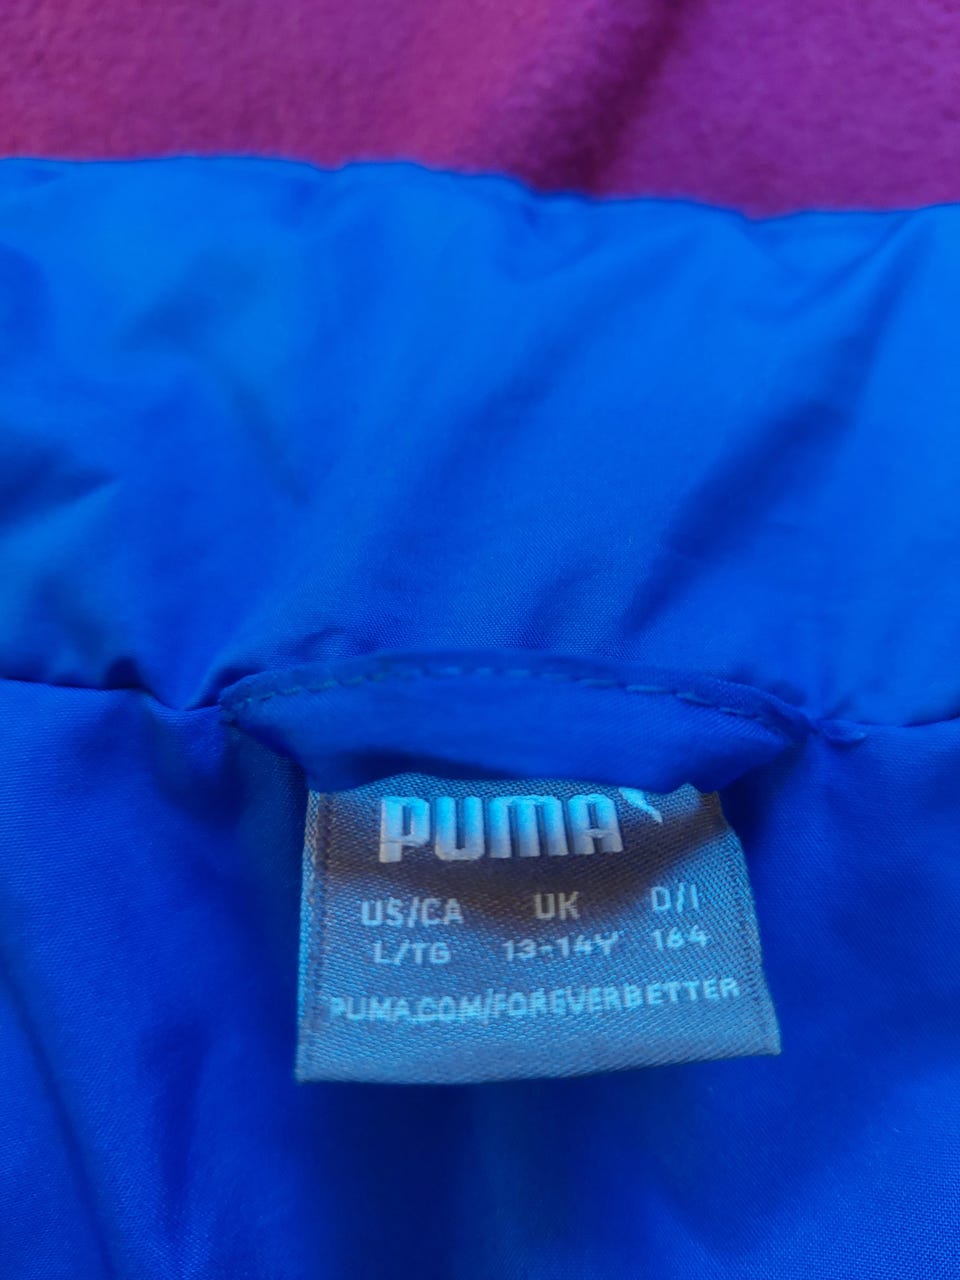 PUMA
US/CA UK D/I
L/TG 13-14Y 164
PUMA.COM/FOREVERBETTER